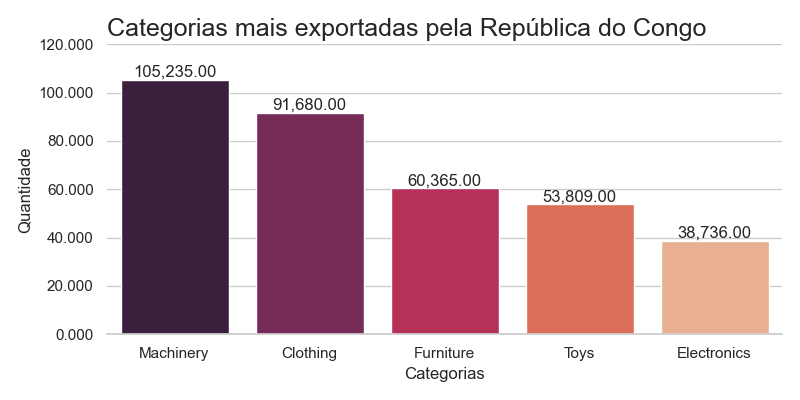 Categorias mais exportadas pela República do Congo
120.000
100.000
80.000
60.000
40.000
20.000
0.000
Quantidade
105,235.00
91,680.00
60,365.00
53,809.00
38,736.00
Machinery
Clothing
Furniture
Toys
Electronics
Categorias